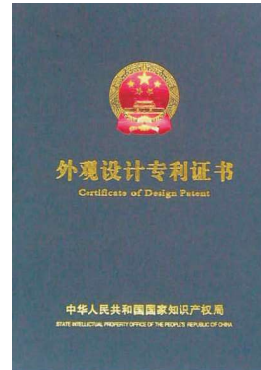 外观设计专利证书
Certificate of Design Patent
中华人民共和国国家知识产权局
STATE INTELLECTUAL PROPERTY OFFICE OF THE PEOPLE'S REPUBLIC OF CHINA